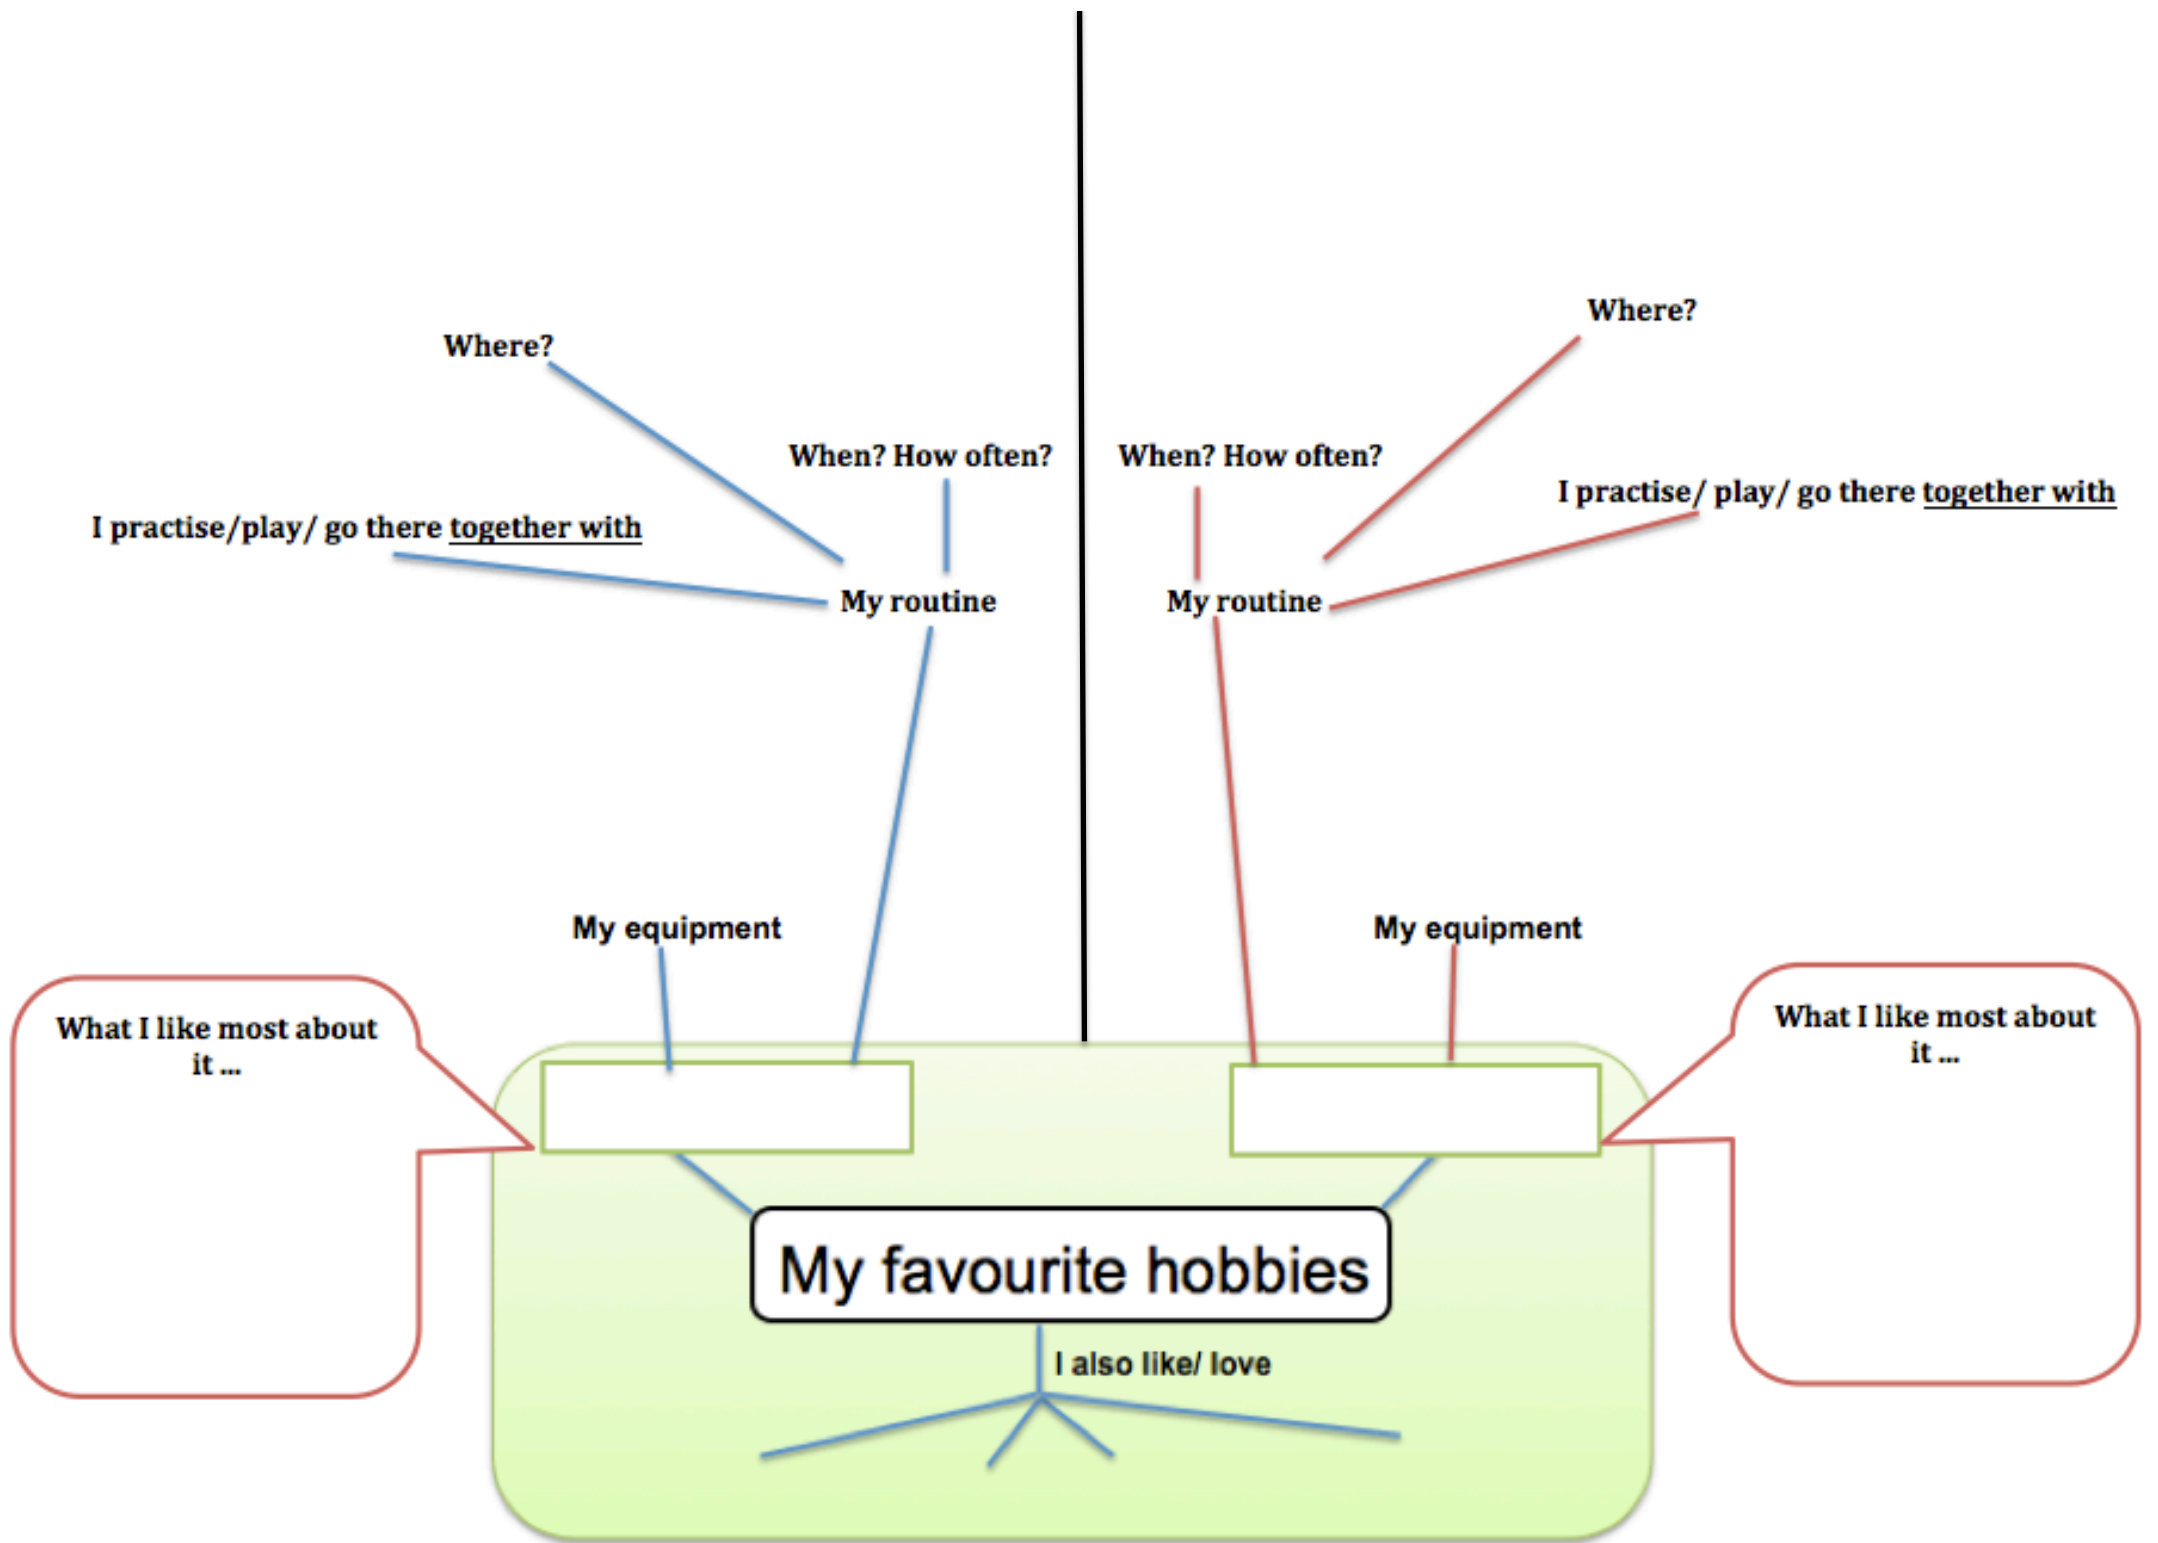 Where?
Where?
When? How often?
When? How often?
I practise/play/ go there together with
I practise/ play/ go there together with
My routine
My routine
My equipment
My equipment
What I like most about
it ...
What I like most about
it ...
My favourite hobbies
I also like/ love